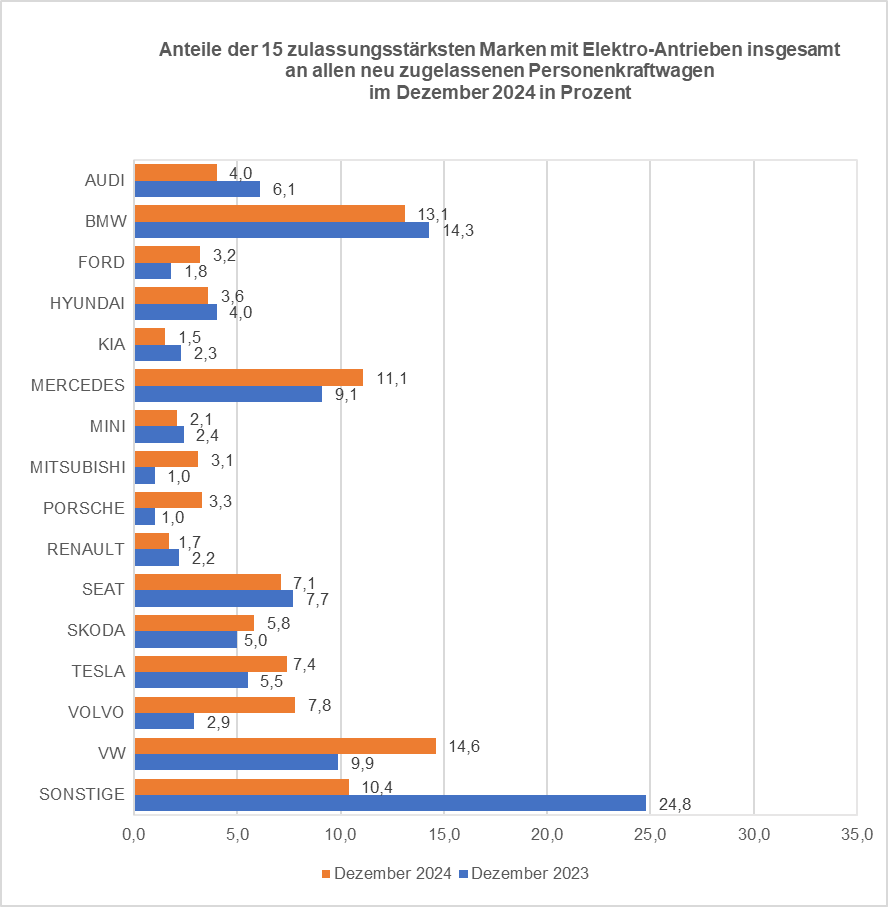 Anteile der 15 zulassungsstärksten Marken mit Elektro-Antrieben insgesamt
an allen neu zugelassenen Personenkraftwagen
im Dezember 2024 in Prozent
AUDI
4,0
6,1
BMW
13,1
14,3
FORD
3,2
1,8
HYUNDAI
3,6
4,0
KIA
1,5
2,3
MERCEDES
11,1
9,1
MINI
2,1
2,4
MITSUBISHI
3,1
1,0
PORSCHE
3,3
1,0
RENAULT
1,7
2,2
SEAT
7,1
7,7
SKODA
5,8
5,0
TESLA
7,4
5,5
VOLVO
7,8
2,9
VW
14,6
9,9
SONSTIGE
10,4
24,8
0,0 5,0 10,0 15,0 20,0 25,0 30,0 35,0
Dezember 2024 Dezember 2023